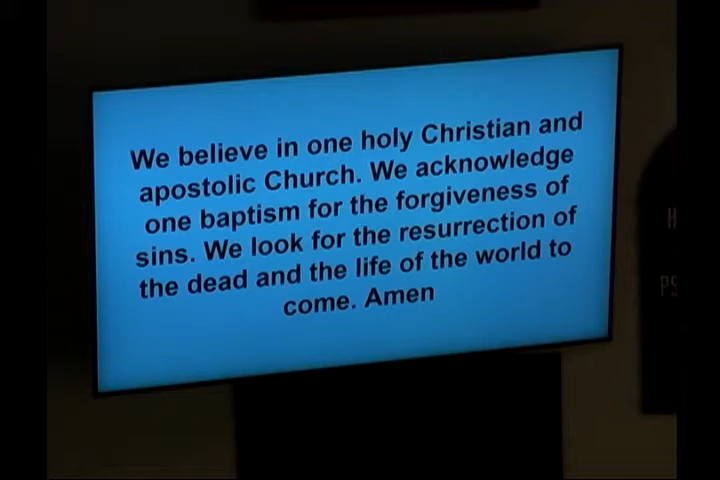 We believe in one holy Christian and
apostolic Church. We acknowledge
one baptism for the forgiveness of
sins. We look for the resurrection of
the dead and the life of the world to
come. Amen